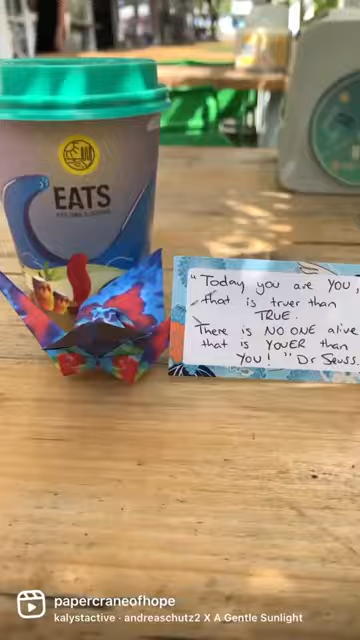 EATS
"Today you are YOU,
that is truer than
TRUE.
There is NO ONE alive
that is YOUER than
YOU!" Dr Seuss.
papercraneofhope
kalystactive · andreaschutz2 X A Gentle Sunlight